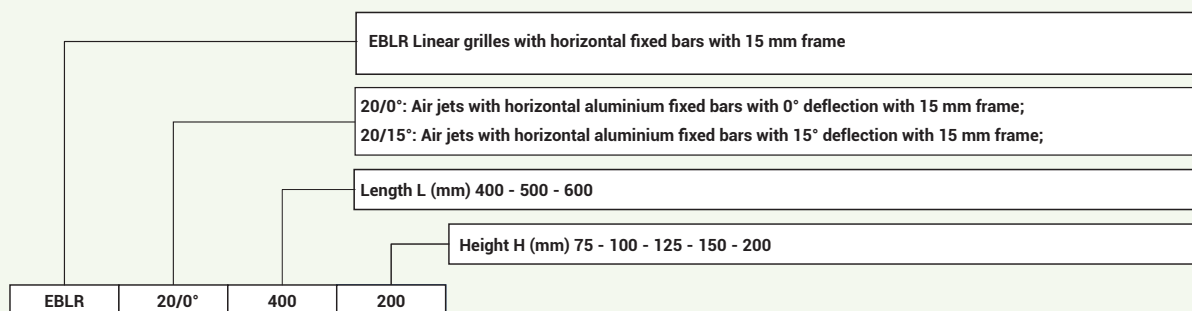 EBLR Linear grilles with horizontal fixed bars with 15 mm frame
20/0°: Air jets with horizontal aluminium fixed bars with 0° deflection with 15 mm frame;
20/15°: Air jets with horizontal aluminium fixed bars with 15° deflection with 15 mm frame;
Length L (mm) 400 - 500 - 600
Height H (mm) 75 - 100 - 125 - 150 - 200
EBLR 20/0° 400 200